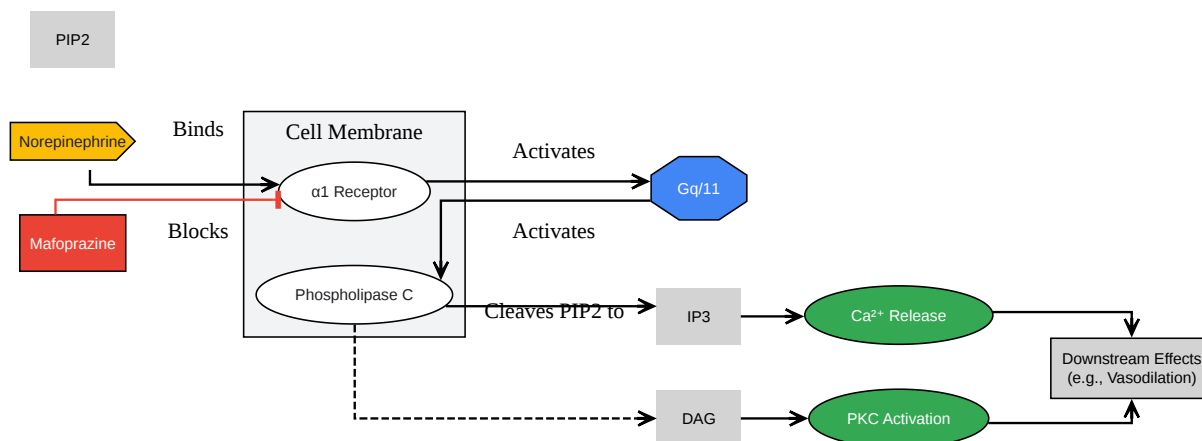 PIP2
Norepinephrine
Binds
Cell Membrane
α1 Receptor
Activates
Gq/11
Mafoprazine
Blocks
Activates
Phospholipase C
Cleaves PIP2 to
IP3
Ca²⁺ Release
Downstream Effects
(e.g., Vasodilation)
DAG
PKC Activation